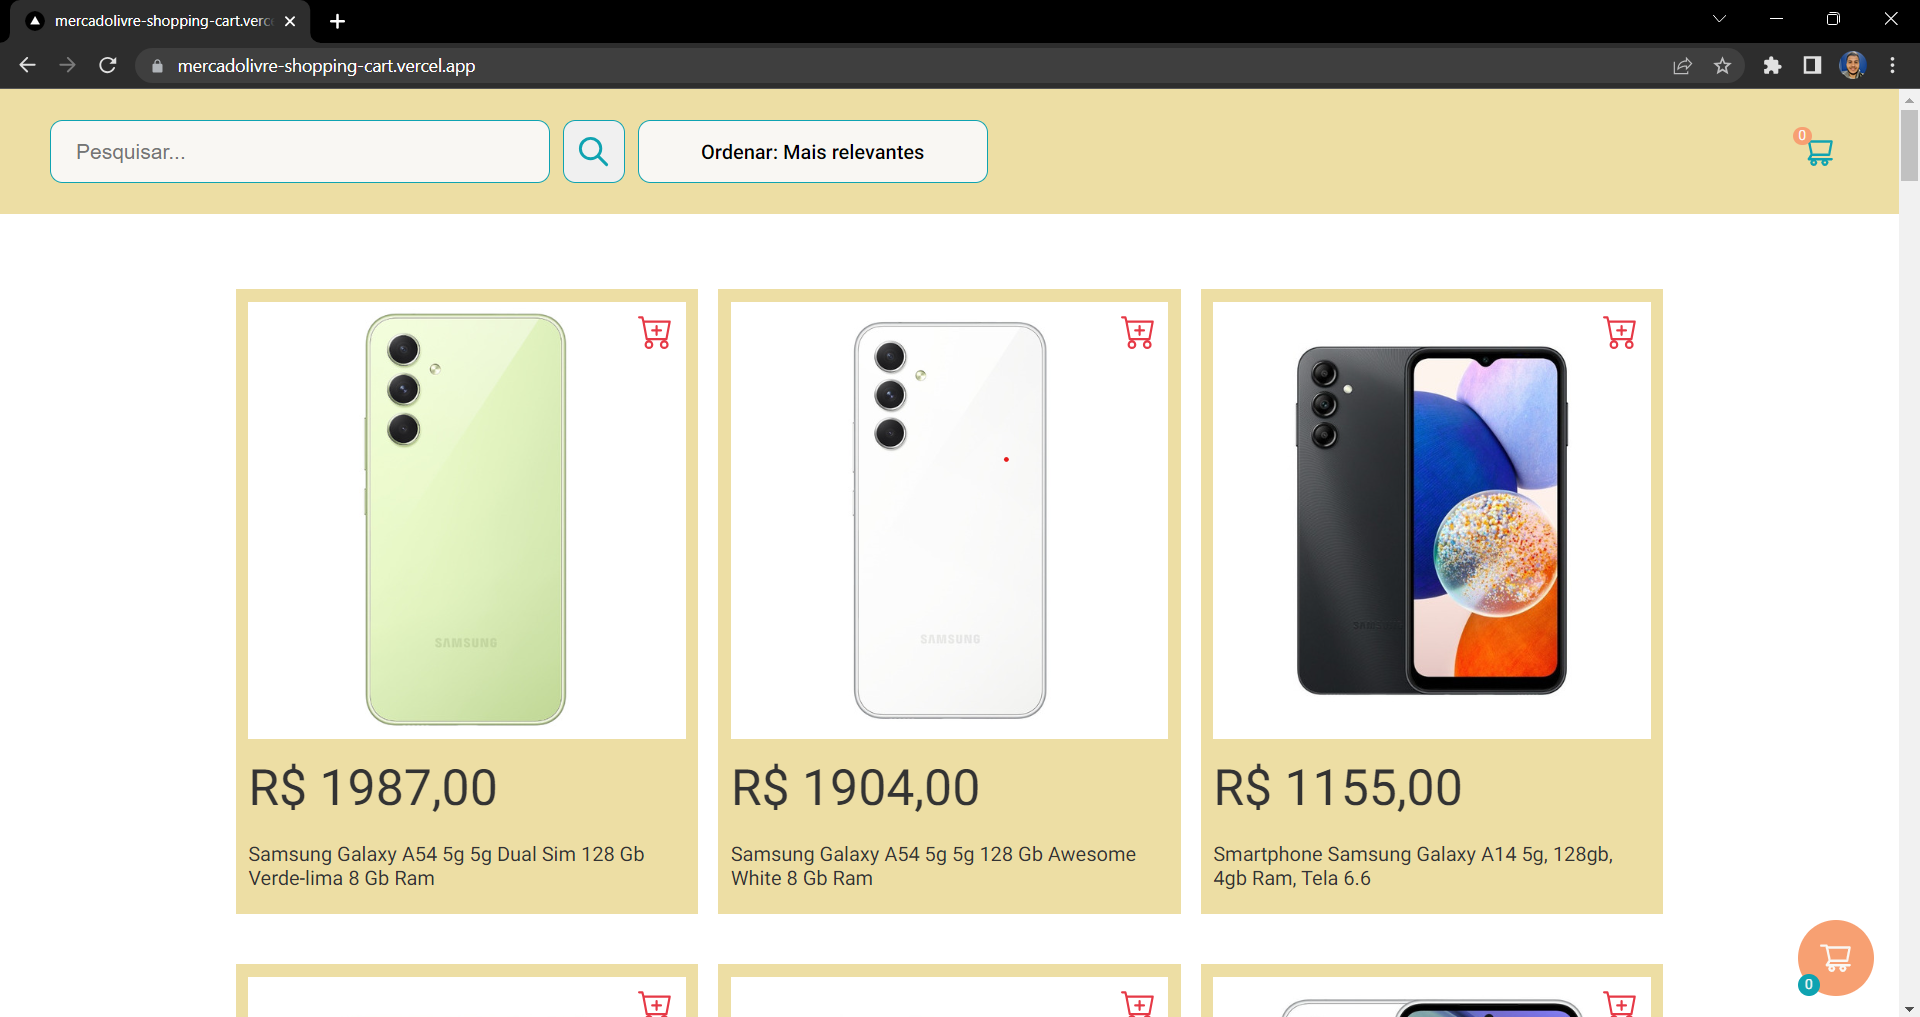 mercadolivre-shopping-cart.verc
mercadolivre-shopping-cart.vercel.app
Pesquisar...
Ordenar: Mais relevantes
0
SAMSUNG
SAMSUNG
SAMSUNG
R$ 1987,00
Samsung Galaxy A54 5g 5g Dual Sim 128 Gb
Verde-lima 8 Gb Ram
R$ 1904,00
Samsung Galaxy A54 5g 5g 128 Gb Awesome
White 8 Gb Ram
R$ 1155,00
Smartphone Samsung Galaxy A14 5g, 128gb,
4gb Ram, Tela 6.6
0